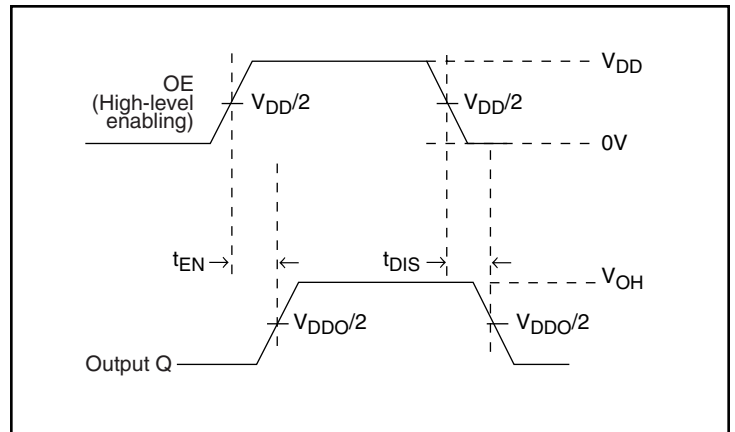 V_DD
OE
(High-level
enabling)
V_DD/2
V_DD/2
0V
t_EN
t_DIS
V_OH
V_DDO/2
V_DDO/2
Output Q